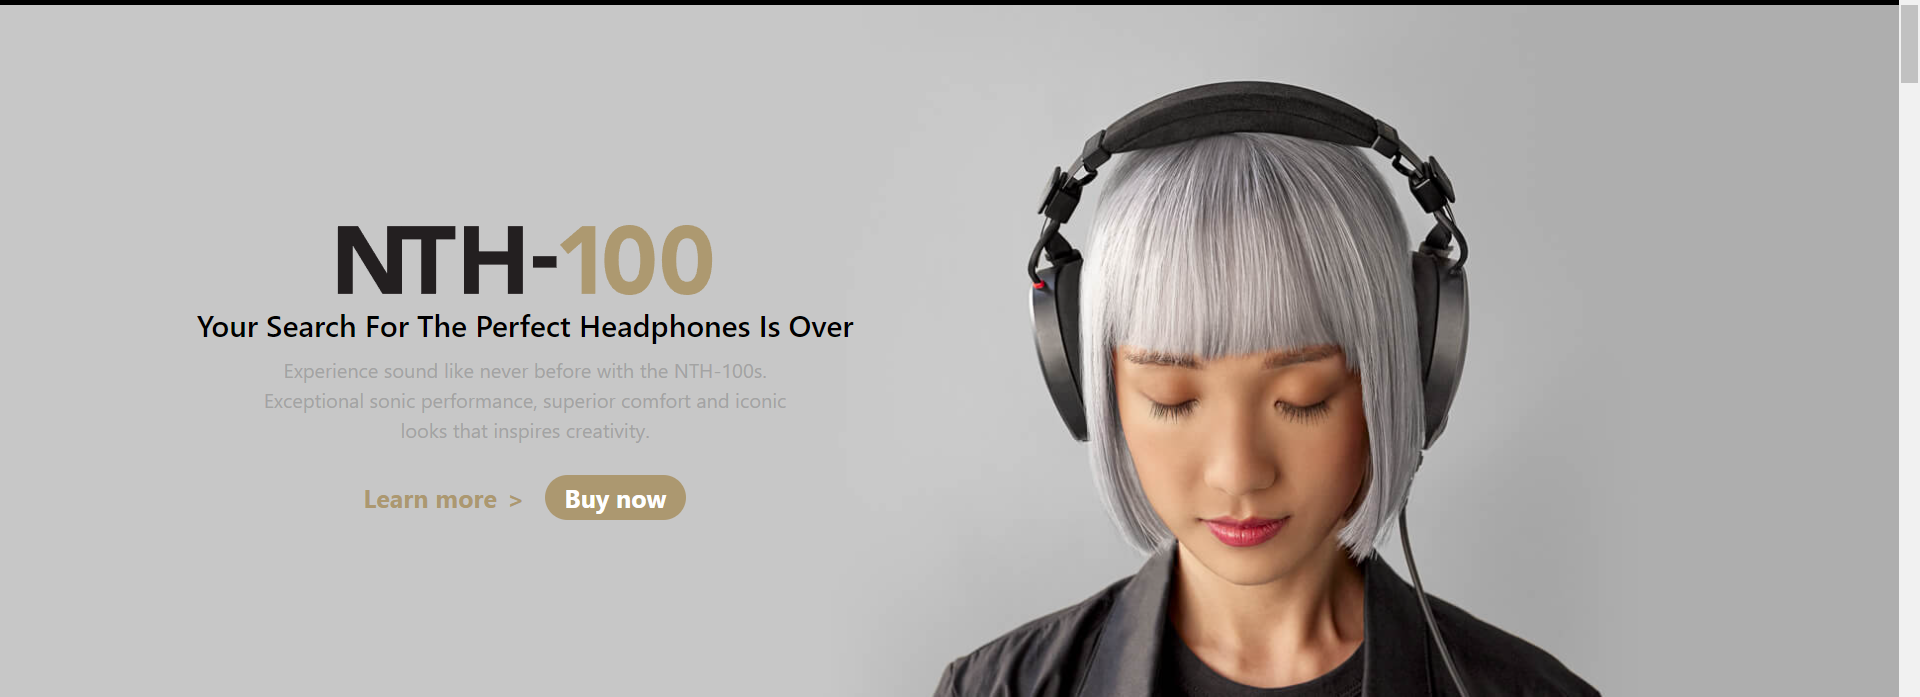 NTH-100
Your Search For The Perfect Headphones Is Over
Experience sound like never before with the NTH-100s.
Exceptional sonic performance, superior comfort and iconic
looks that inspires creativity.
Learn more > Buy now